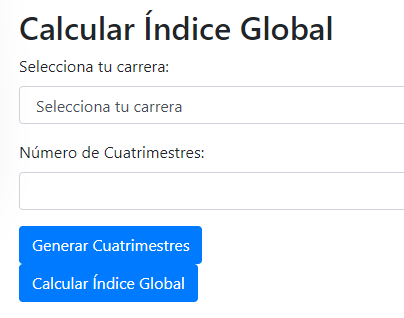 Calcular Índice Global
Selecciona tu carrera:
Selecciona tu carrera
Número de Cuatrimestres:
Generar Cuatrimestres
Calcular Índice Global